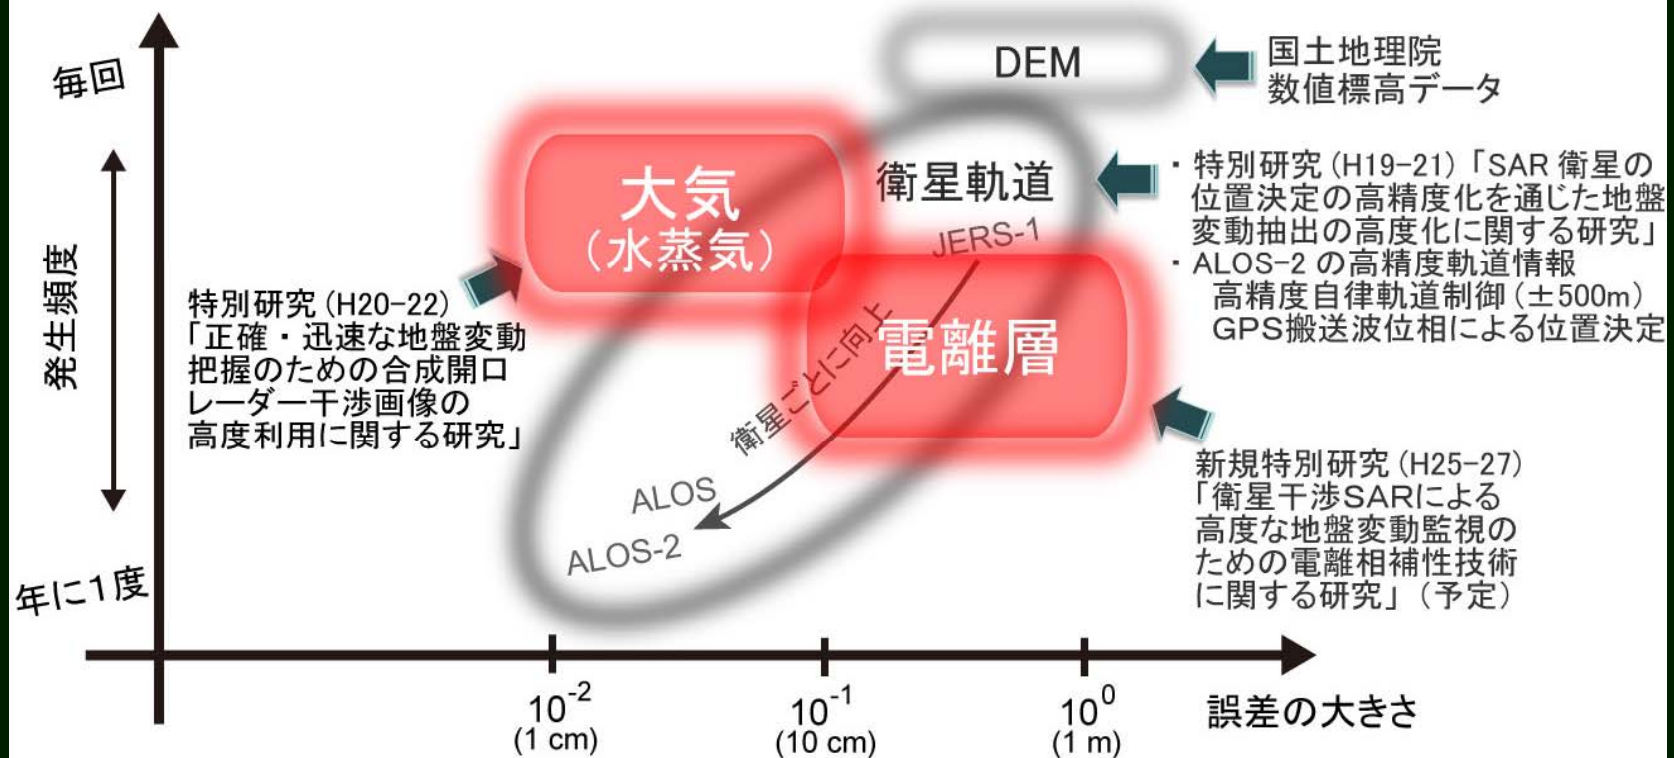 毎回
発生頻度
年に1度
DEM
国土地理院
数値標高データ
大気
（水蒸気）
衛星軌道
JERS-1
電離層
衛星ごとに向上
ALOS
ALOS-2
特別研究（H20-22）
「正確・迅速な地盤変動
把握のための合成開口
レーダー干渉画像の
高度利用に関する研究」
・特別研究（H19-21）「SAR 衛星の
位置決定の高精度化を通じた地盤
変動抽出の高度化に関する研究」
・ALOS-2 の高精度軌道情報
高精度自律軌道制御（±500m）
GPS搬送波位相による位置決定
新規特別研究（H25-27）
「衛星干渉SARによる
高度な地盤変動監視の
ための電離相補性技術
に関する研究」（予定）
10⁻²
(1 cm)
10⁻¹
(10 cm)
10⁰
(1 m)
誤差の大きさ